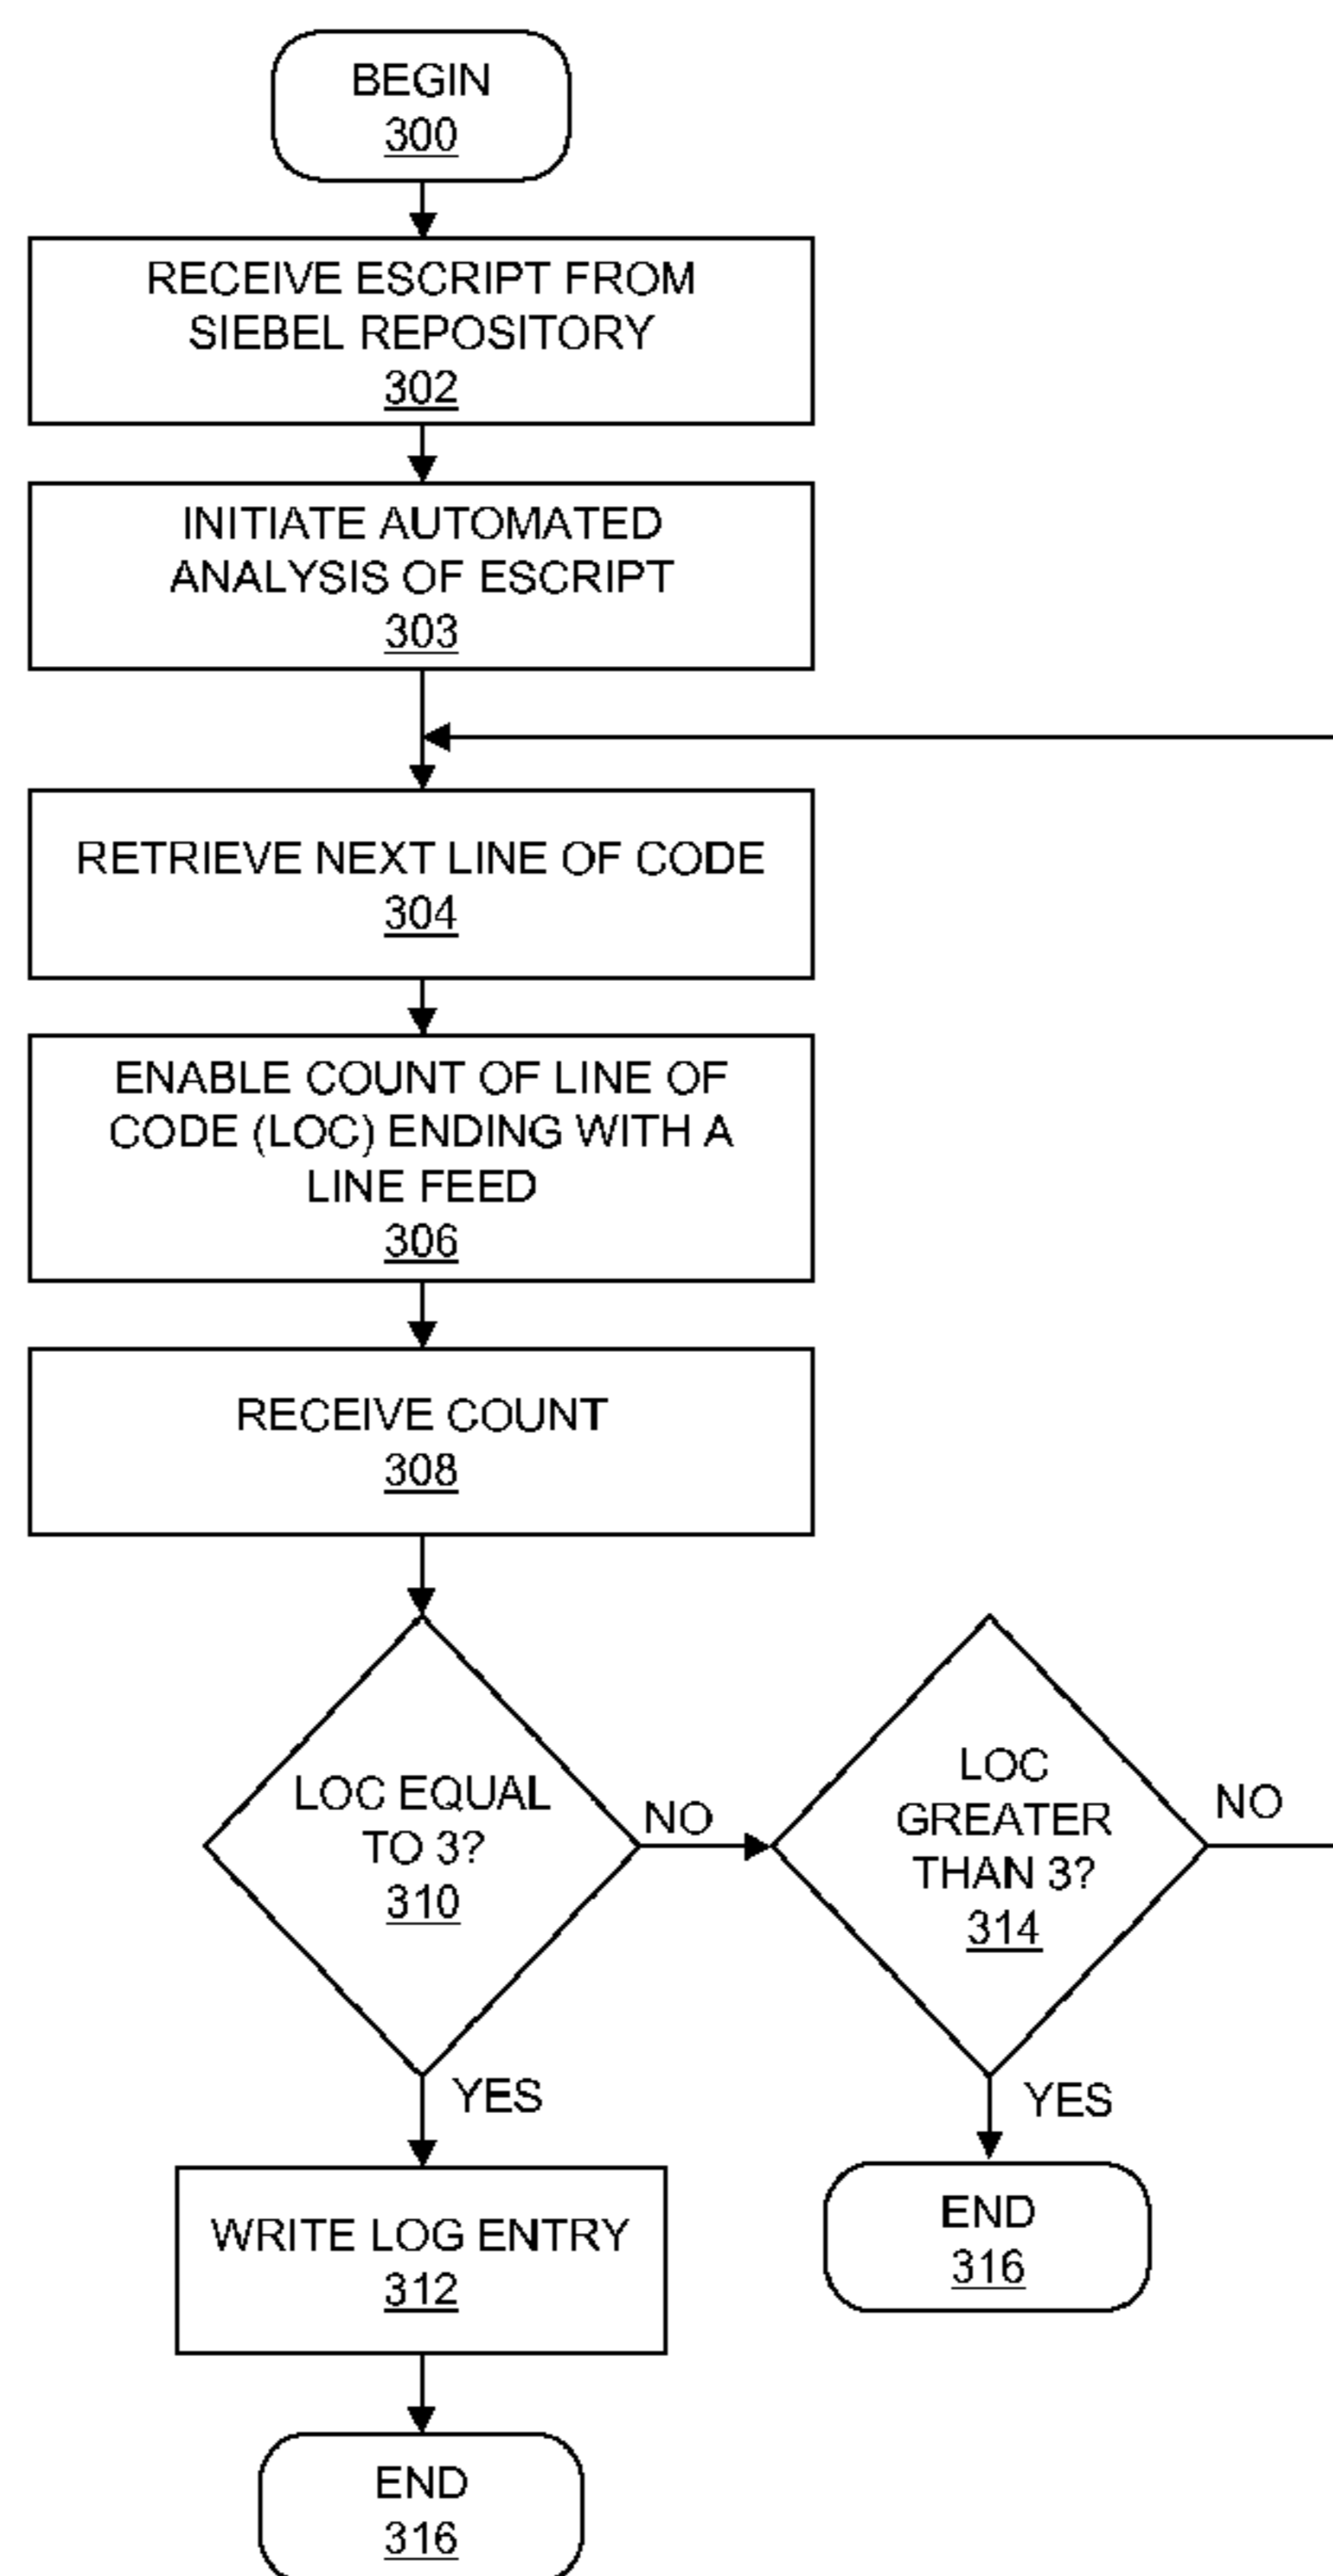 BEGIN
300
RECEIVE ESCRIPT FROM
SIEBEL REPOSITORY
302
INITIATE AUTOMATED
ANALYSIS OF ESCRIPT
303
RETRIEVE NEXT LINE OF CODE
304
ENABLE COUNT OF LINE OF
CODE (LOC) ENDING WITH A
LINE FEED
306
RECEIVE COUNT
308
LOC EQUAL
TO 3?
310
NO
LOC
GREATER
THAN 3?
314
NO
YES
YES
WRITE LOG ENTRY
312
END
316
END
316